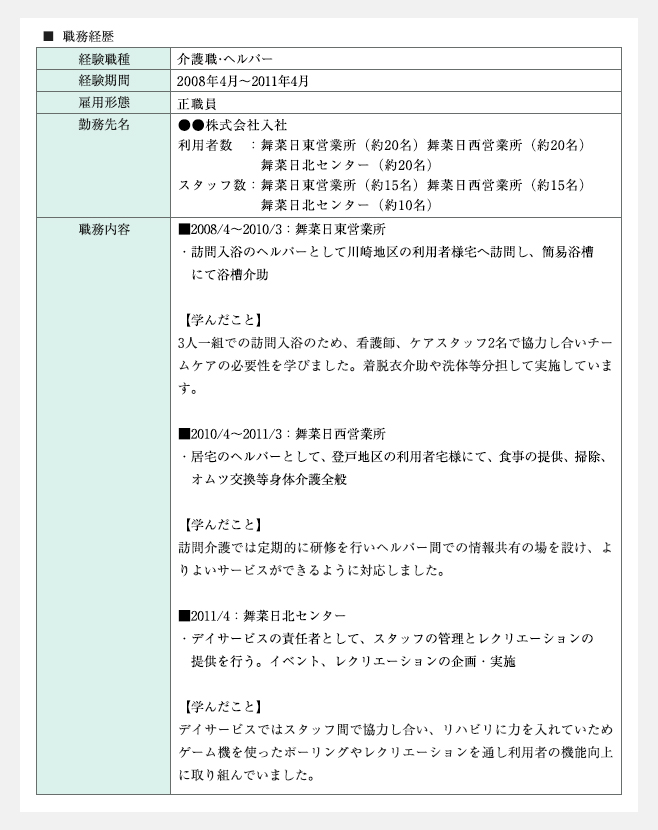 ■ 職務経歴
経験職種 介護職・ヘルパー
経験期間 2008年4月～2011年4月
雇用形態 正職員
勤務先名 ●●株式会社入社
利用者数 ：舞菜日東営業所（約20名）舞菜日西営業所（約20名）
舞菜日北センター（約20名）
スタッフ数：舞菜日東営業所（約15名）舞菜日西営業所（約15名）
舞菜日北センター（約10名）
職務内容 ■2008/4～2010/3：舞菜日東営業所
・訪問入浴のヘルパーとして川崎地区の利用者様宅へ訪問し、簡易浴槽
にて浴槽介助
【学んだこと】
3人一組での訪問入浴のため、看護師、ケアスタッフ2名で協力し合いチー
ムケアの必要性を学びました。着脱衣介助や洗体等分担して実施していま
す。
■2010/4～2011/3：舞菜日西営業所
・居宅のヘルパーとして、登戸地区の利用者宅様にて、食事の提供、掃除、
オムツ交換等身体介護全般
【学んだこと】
訪問介護では定期的に研修を行いヘルパー間での情報共有の場を設け、よ
りよいサービスができるように対応しました。
■2011/4：舞菜日北センター
・デイサービスの責任者として、スタッフの管理とレクリエーションの
提供を行う。イベント、レクリエーションの企画・実施
【学んだこと】
デイサービスではスタッフ間で協力し合い、リハビリに力を入れていため
ゲーム機を使ったボーリングやレクリエーションを通し利用者の機能向上
に取り組んでいました。